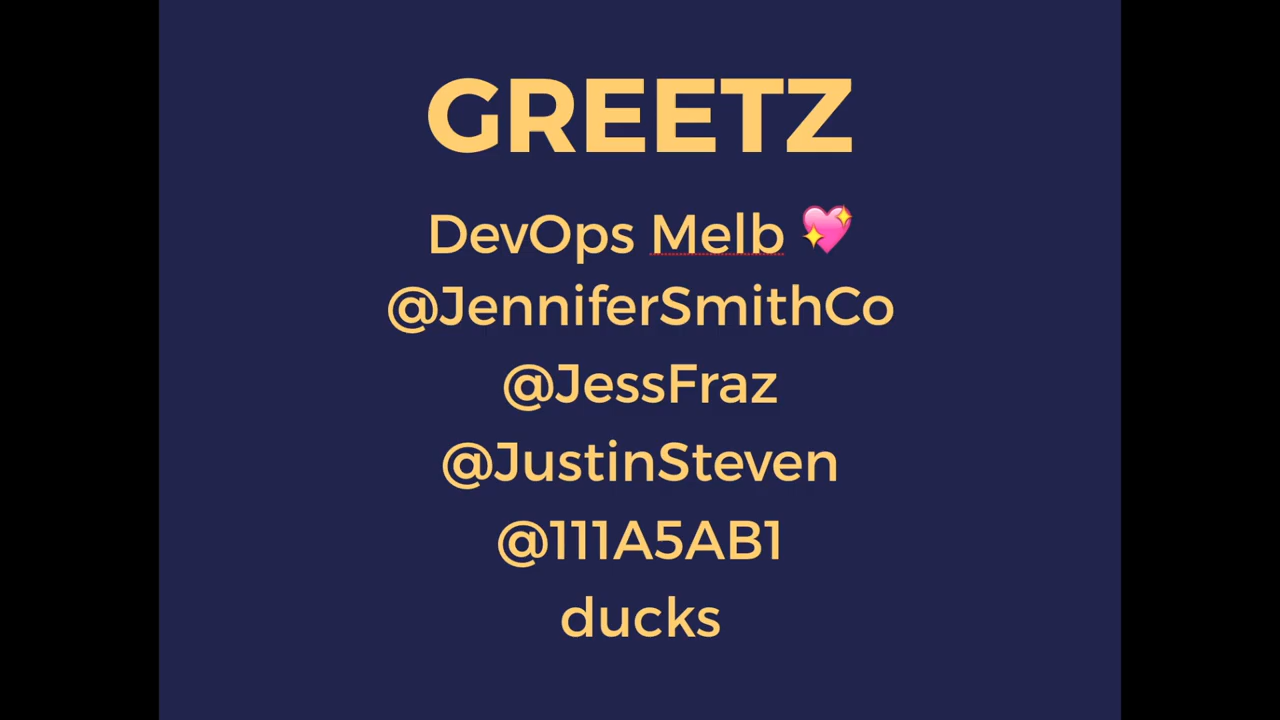 GREETZ
DevOps Melb 💖
@JenniferSmithCo
@JessFraz
@JustinSteven
@111A5AB1
ducks